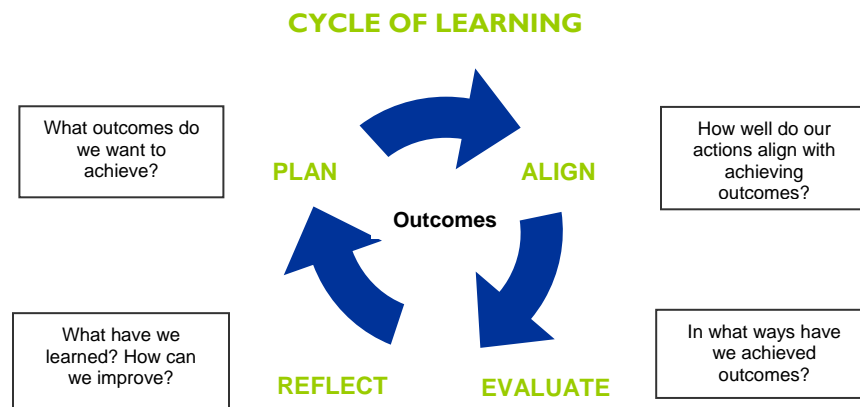 CYCLE OF LEARNING
What outcomes do
we want to
achieve?
PLAN
ALIGN
How well do our
actions align with
achieving
outcomes?
Outcomes
What have we
learned? How can
we improve?
REFLECT
EVALUATE
In what ways have
we achieved
outcomes?